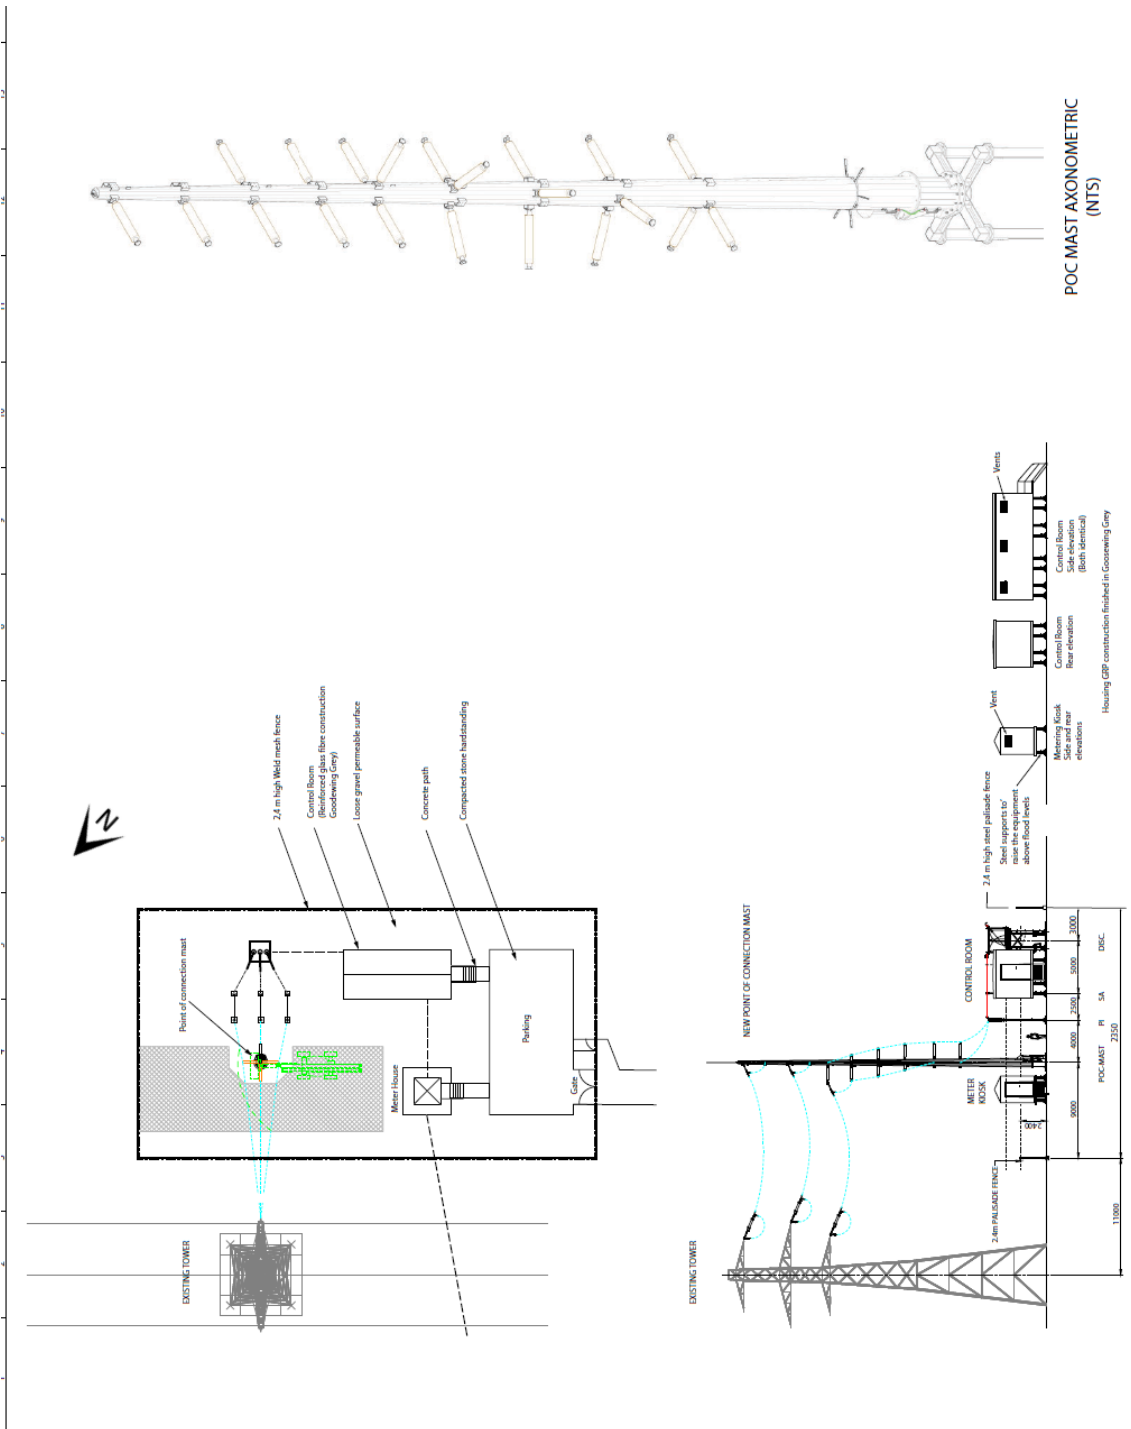 POC MAST AXONOMETRIC
(NTS)
N
2,4 m high Weld mesh fence
Control Room
(Reinforced glass fibre construction
Goodewing Grey)
Loose gravel permeable surface
Concrete path
Compacted stone hardstanding
Point of connection mast
Meter House
Parking
Gate
EXISTING TOWER
EXISTING TOWER
NEW POINT OF CONNECTION MAST
CONTROL ROOM
METER
KIOSK
2.4m PALISADE FENCE
2400
11000
9000
4000
2500
5000
3000
POC-MAST
PI
SA
DISC.
2350
2.4 m high steel palisade fence
Steel supports to
raise the equipment
above flood levels
Vent
Metering Kiosk
Side and rear
elevations
Control Room
Rear elevation
Vents
Control Room
Side elevation
(Both identical)
Housing GRP construction finished in Goosewing Grey